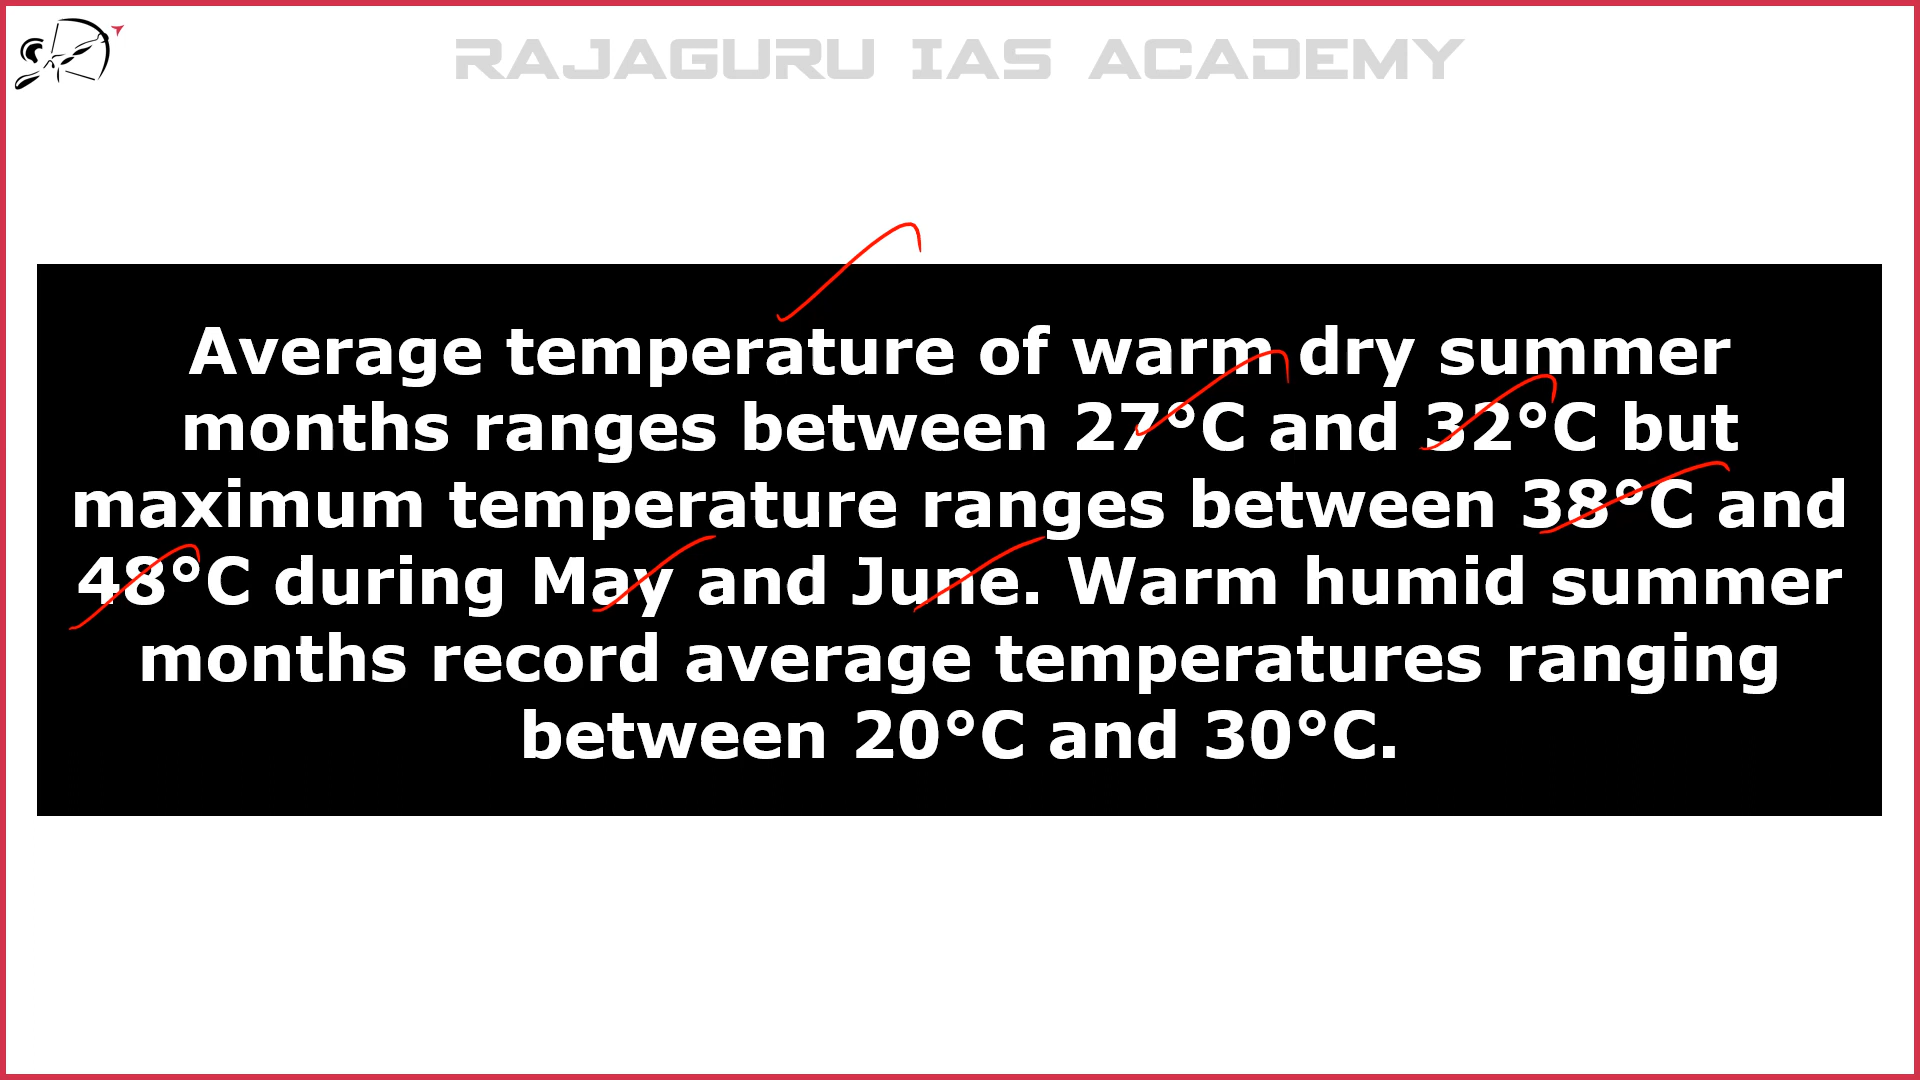 RAJAGURU IAS ACADEMY
Average temperature of warm dry summer
months ranges between 27°C and 32°C but
maximum temperature ranges between 38°C and
48°C during May and June. Warm humid summer
months record average temperatures ranging
between 20°C and 30°C.